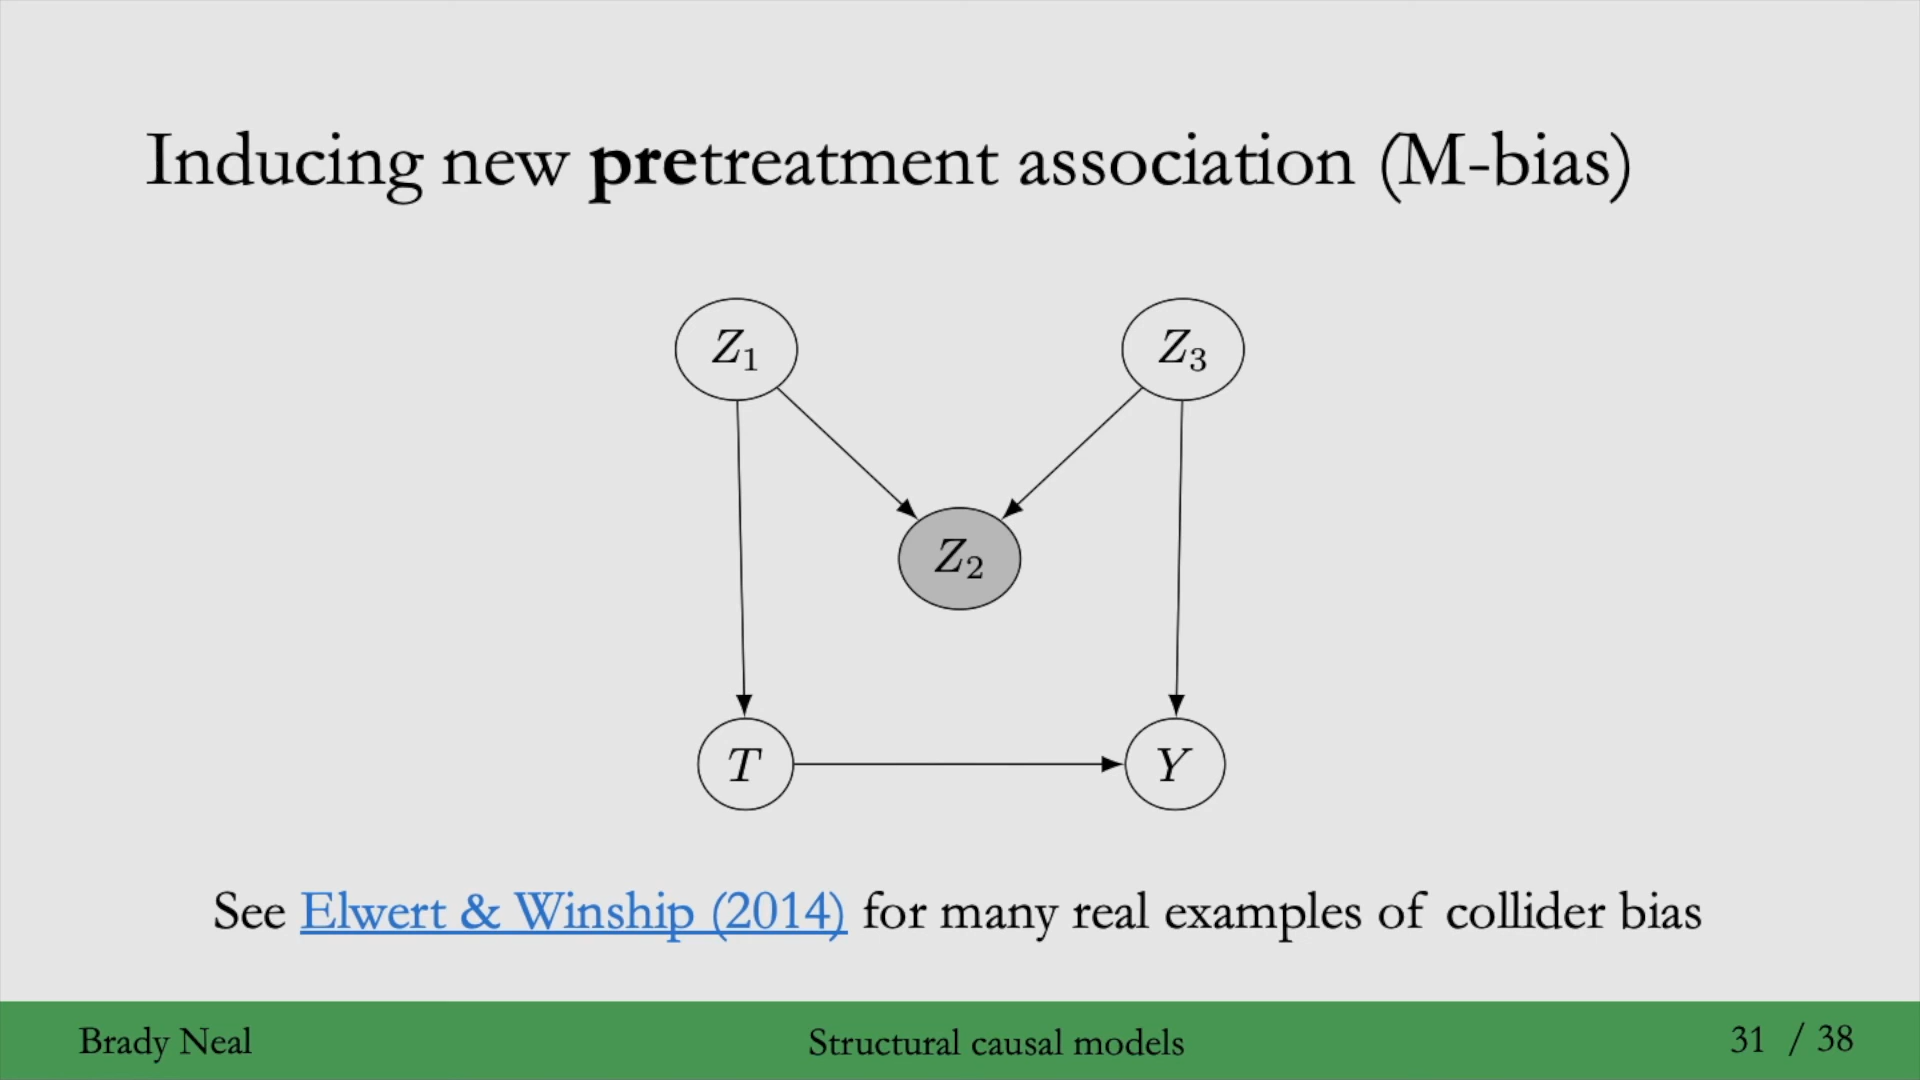 Inducing new pretreatment association (M-bias)
Z₁
Z₃
Z₂
T
Y
See Elwert & Winship (2014) for many real examples of collider bias
Brady Neal
Structural causal models
31 / 38